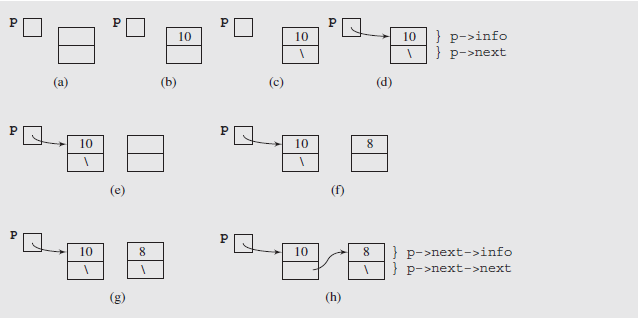 p p p p
10 10 10 } p->info
\ \ } p->next
(a) (b) (c) (d)
p p
10 10 8
\ \
(e) (f)
p p
10 8 10 8 } p->next->info
\ \ \ } p->next->next
(g) (h)